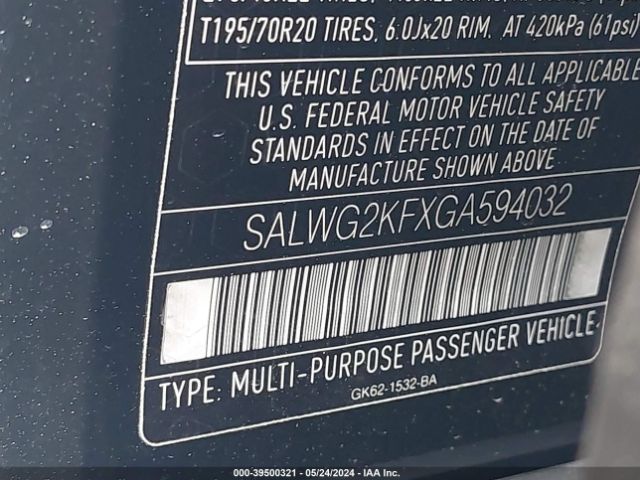 T195/70R20 TIRES, 6.0Jx20 RIM, AT 420kPa (61psi)
THIS VEHICLE CONFORMS TO ALL APPLICABLE
U.S. FEDERAL MOTOR VEHICLE SAFETY
STANDARDS IN EFFECT ON THE DATE OF
MANUFACTURE SHOWN ABOVE
SALWG2KFXGA594032
TYPE: MULTI-PURPOSE PASSENGER VEHICLE
GK62-1532-BA
000-39500321 | 05/24/2024 | IAA Inc.